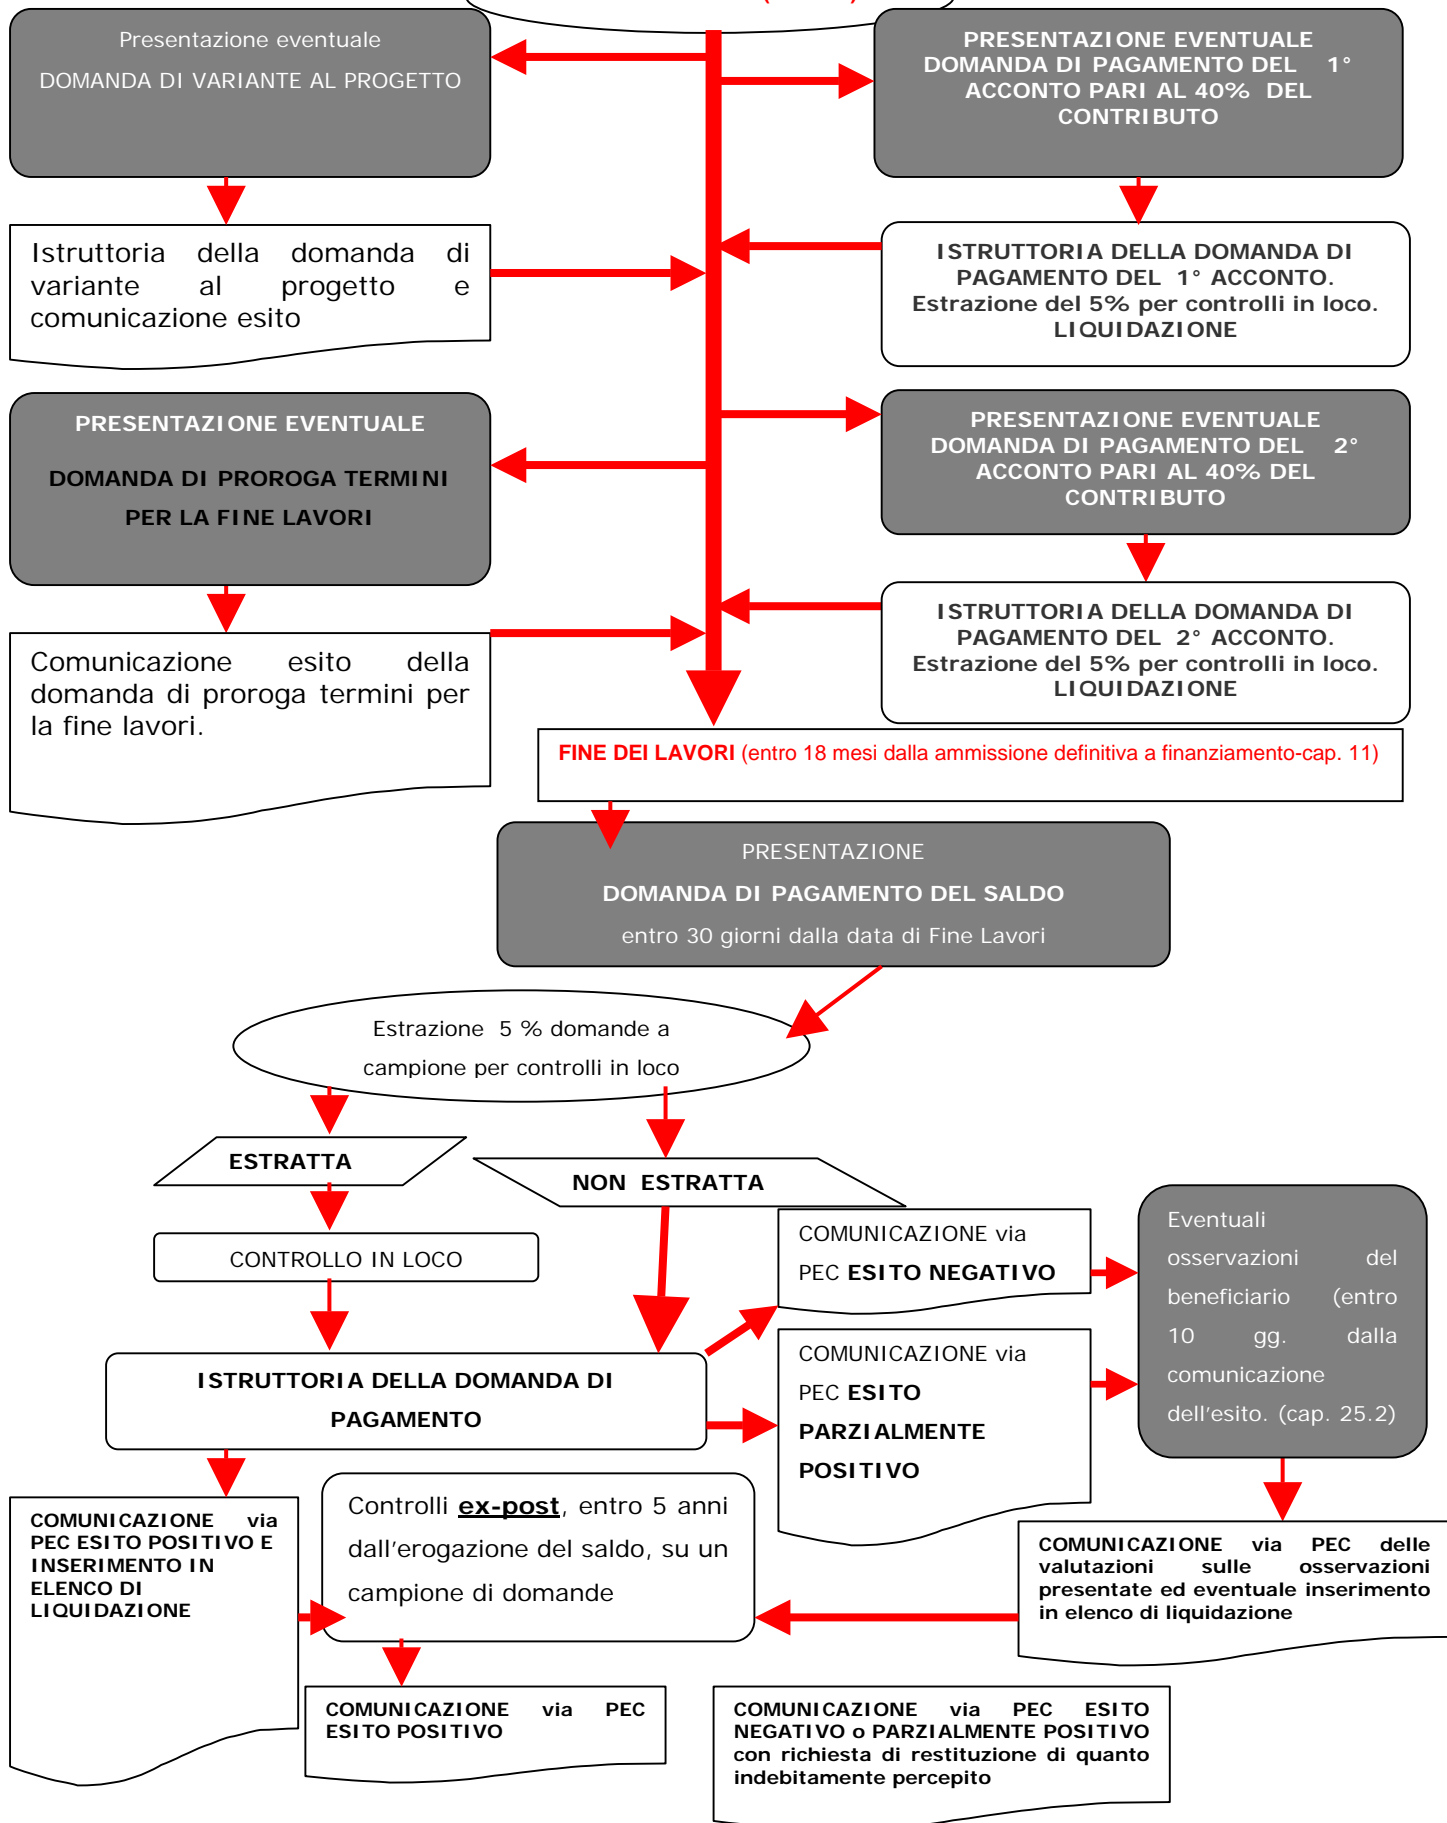 Presentazione eventuale
DOMANDA DI VARIANTE AL PROGETTO
PRESENTAZIONE EVENTUALE
DOMANDA DI PAGAMENTO DEL 1°
ACCONTO PARI AL 40% DEL
CONTRIBUTO
Istruttoria della domanda di
variante al progetto e
comunicazione esito
ISTRUTTORIA DELLA DOMANDA DI
PAGAMENTO DEL 1° ACCONTO.
Estrazione del 5% per controlli in loco.
LIQUIDAZIONE
PRESENTAZIONE EVENTUALE
DOMANDA DI PROROGA TERMINI
PER LA FINE LAVORI
PRESENTAZIONE EVENTUALE
DOMANDA DI PAGAMENTO DEL 2°
ACCONTO PARI AL 40% DEL
CONTRIBUTO
Comunicazione esito della
domanda di proroga termini per
la fine lavori.
ISTRUTTORIA DELLA DOMANDA DI
PAGAMENTO DEL 2° ACCONTO.
Estrazione del 5% per controlli in loco.
LIQUIDAZIONE
FINE DEI LAVORI (entro 18 mesi dalla ammissione definitiva a finanziamento-cap. 11)
PRESENTAZIONE
DOMANDA DI PAGAMENTO DEL SALDO
entro 30 giorni dalla data di Fine Lavori
Estrazione 5 % domande a
campione per controlli in loco
ESTRATTA
NON ESTRATTA
CONTROLLO IN LOCO
COMUNICAZIONE via
PEC ESITO NEGATIVO
Eventuali
osservazioni del
beneficiario (entro
10 gg. dalla
comunicazione
dell'esito. (cap. 25.2)
COMUNICAZIONE via
PEC ESITO
PARZIALMENTE
POSITIVO
ISTRUTTORIA DELLA DOMANDA DI
PAGAMENTO
COMUNICAZIONE via
PEC ESITO POSITIVO E
INSERIMENTO IN
ELENCO DI
LIQUIDAZIONE
Controlli ex-post, entro 5 anni
dall'erogazione del saldo, su un
campione di domande
COMUNICAZIONE via PEC delle
valutazioni sulle osservazioni
presentate ed eventuale inserimento
in elenco di liquidazione
COMUNICAZIONE via PEC
ESITO POSITIVO
COMUNICAZIONE via PEC ESITO
NEGATIVO o PARZIALMENTE POSITIVO
con richiesta di restituzione di quanto
indebitamente percepito